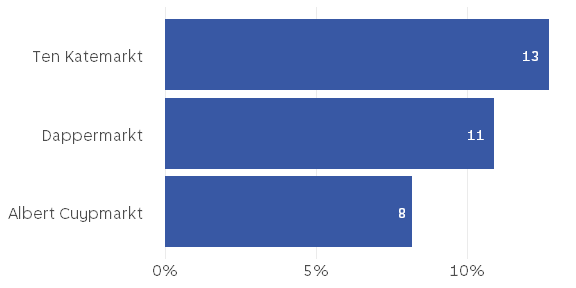 Ten Katemarkt 13
Dappermarkt 11
Albert Cuypmarkt 8
0% 5% 10%